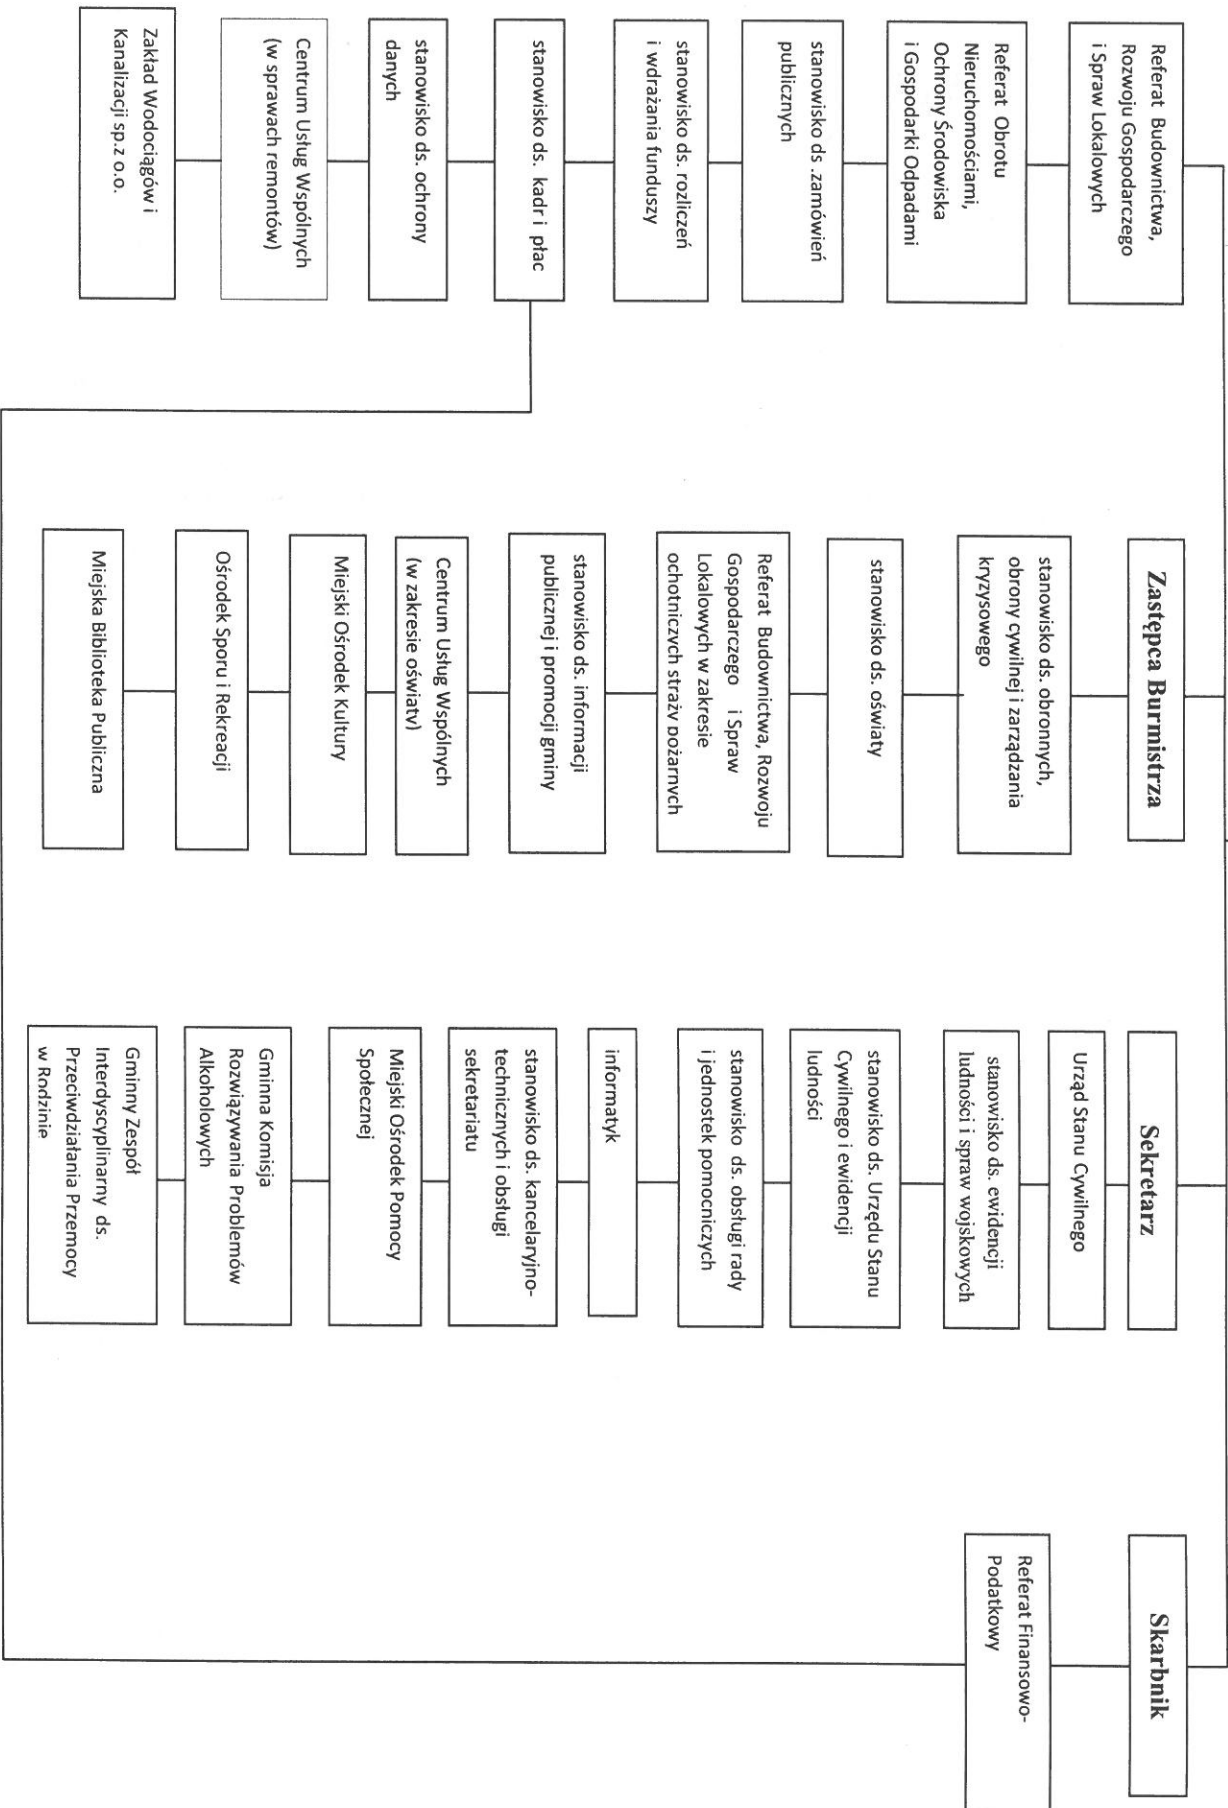 Referat Budownictwa,
Rozwoju Gospodarczego
i Spraw Lokalowych
Referat Obrotu
Nieruchomościami,
Ochrony Środowiska
i Gospodarki Odpadami
stanowisko ds .zamówień
publicznych
stanowisko ds. rozliczeń
i wdrażania funduszy
stanowisko ds. kadr i płac
stanowisko ds. ochrony
danych
Centrum Usług Wspólnych
(w sprawach remontów)
Zakład Wodociągów i
Kanalizacji sp.z o.o.
Zastępca Burmistrza
stanowisko ds. obronnych,
obrony cywilnej i zarządzania
kryzysowego
stanowisko ds. oświaty
Referat Budownictwa, Rozwoju
Gospodarczego i Spraw
Lokalowych w zakresie
ochotniczych straży pożarnych
stanowisko ds. informacji
publicznej i promocji gminy
Centrum Usług Wspólnych
(w zakresie oświaty)
Miejski Ośrodek Kultury
Ośrodek Sporu i Rekreacji
Miejska Biblioteka Publiczna
Sekretarz
Urząd Stanu Cywilnego
stanowisko ds. ewidencji
ludności i spraw wojskowych
stanowisko ds. Urzędu Stanu
Cywilnego i ewidencji
ludności
stanowisko ds. obsługi rady
i jednostek pomocniczych
informatyk
stanowisko ds. kancelaryjno-
technicznych i obsługi
sekretariatu
Miejski Ośrodek Pomocy
Społecznej
Gminna Komisja
Rozwiązywania Problemów
Alkoholowych
Gminny Zespół
Interdyscyplinarny ds.
Przeciwdziałania Przemocy
w Rodzinie
Skarbnik
Referat Finansowo-
Podatkowy